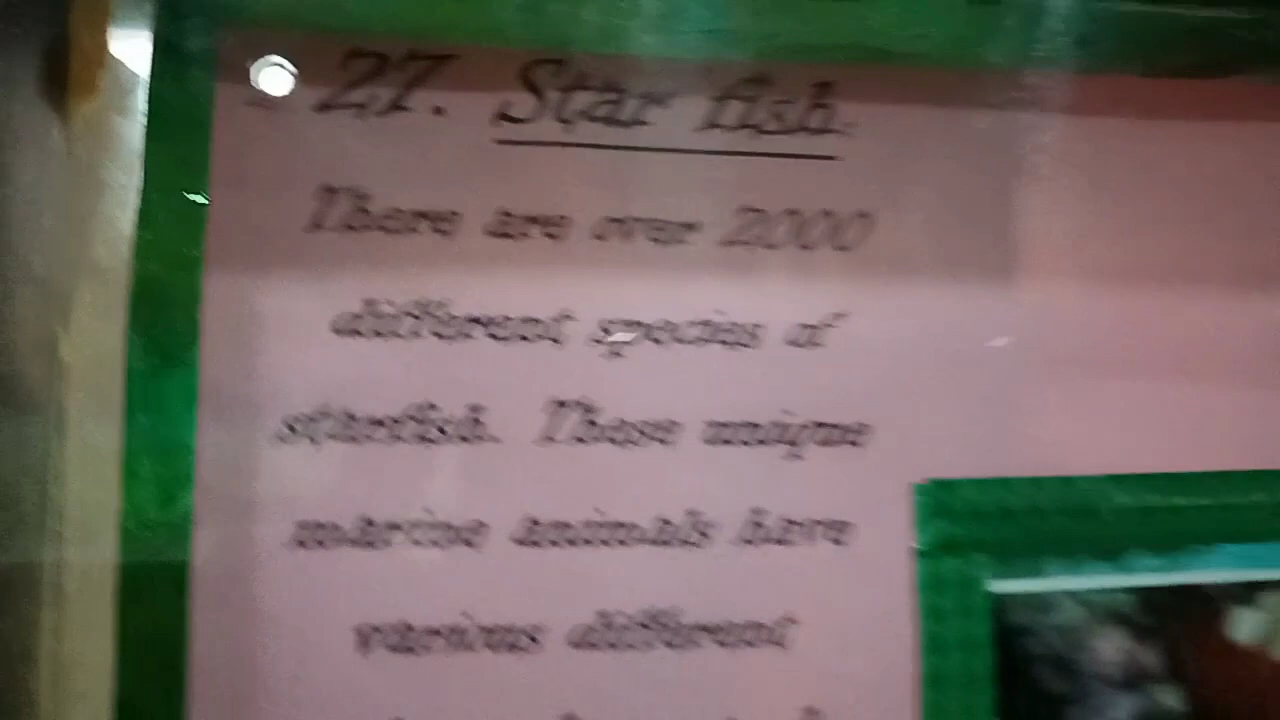 27. Star fish.
There are over 2000
different species of
starfish. These unique
marine animals have
various different